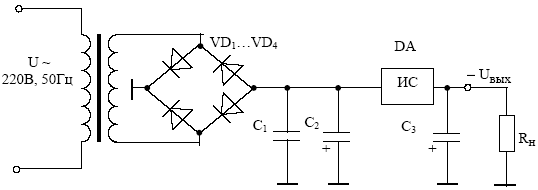 VD1…VD4
DA
U ~
220В, 50Гц
ИС
– Uвых
C1
C2
C3
Rн
+
+